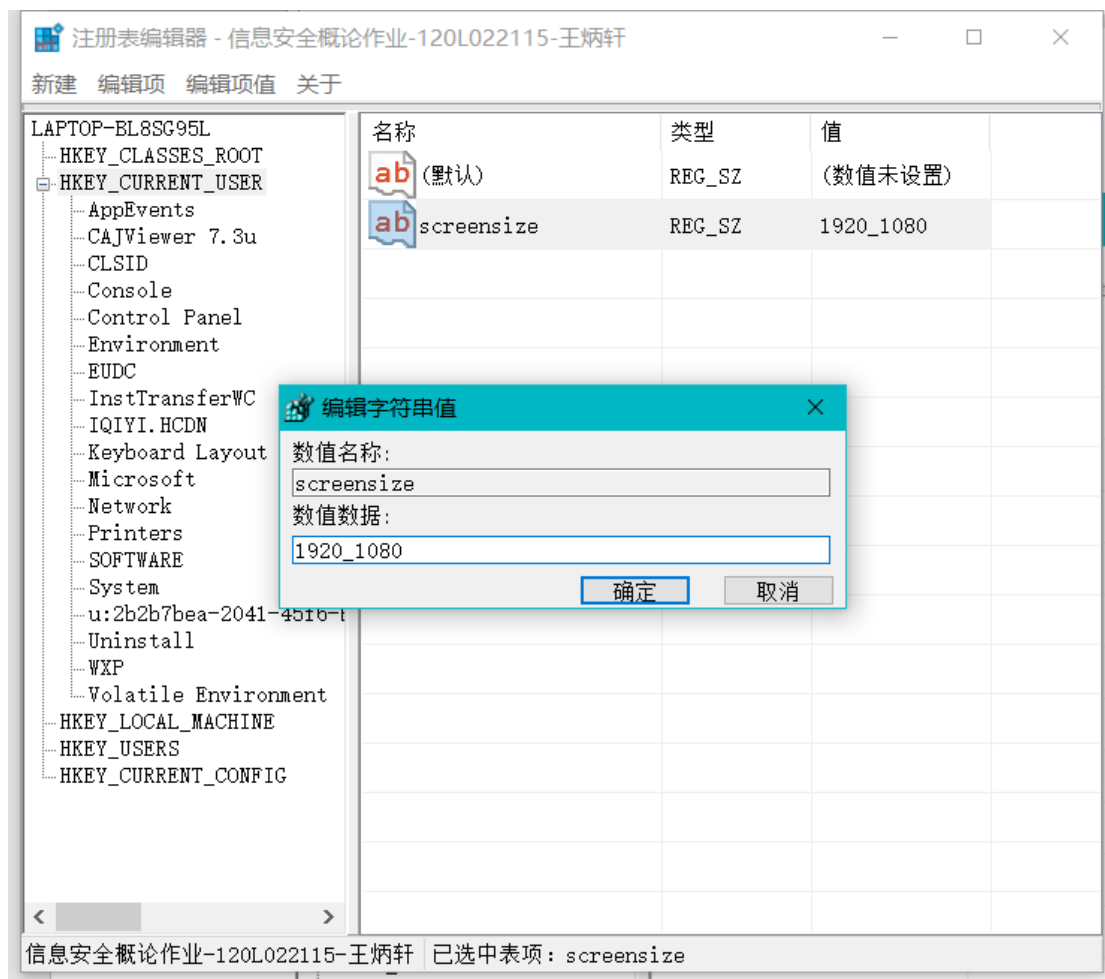 注册表编辑器 - 信息安全概论作业-120L022115-王炳轩
新建 编辑项 编辑项值 关于
LAPTOP-BL8SG95L
HKEY_CLASSES_ROOT
HKEY_CURRENT_USER
AppEvents
CAJViewer 7.3u
CLSID
Console
Control Panel
Environment
EUDC
InstTransferWC
IQIYI.HCDN
Keyboard Layout
Microsoft
Network
Printers
SOFTWARE
System
u:2b2b7bea-2041-45f6-
Uninstall
WXP
Volatile Environment
HKEY_LOCAL_MACHINE
HKEY_USERS
HKEY_CURRENT_CONFIG
名称 类型 值
ab (默认) REG_SZ (数值未设置)
ab screensize REG_SZ 1920_1080
编辑字符串值
数值名称:
screensize
数值数据:
1920_1080
确定 取消
信息安全概论作业-120L022115-王炳轩 已选中表项: screensize